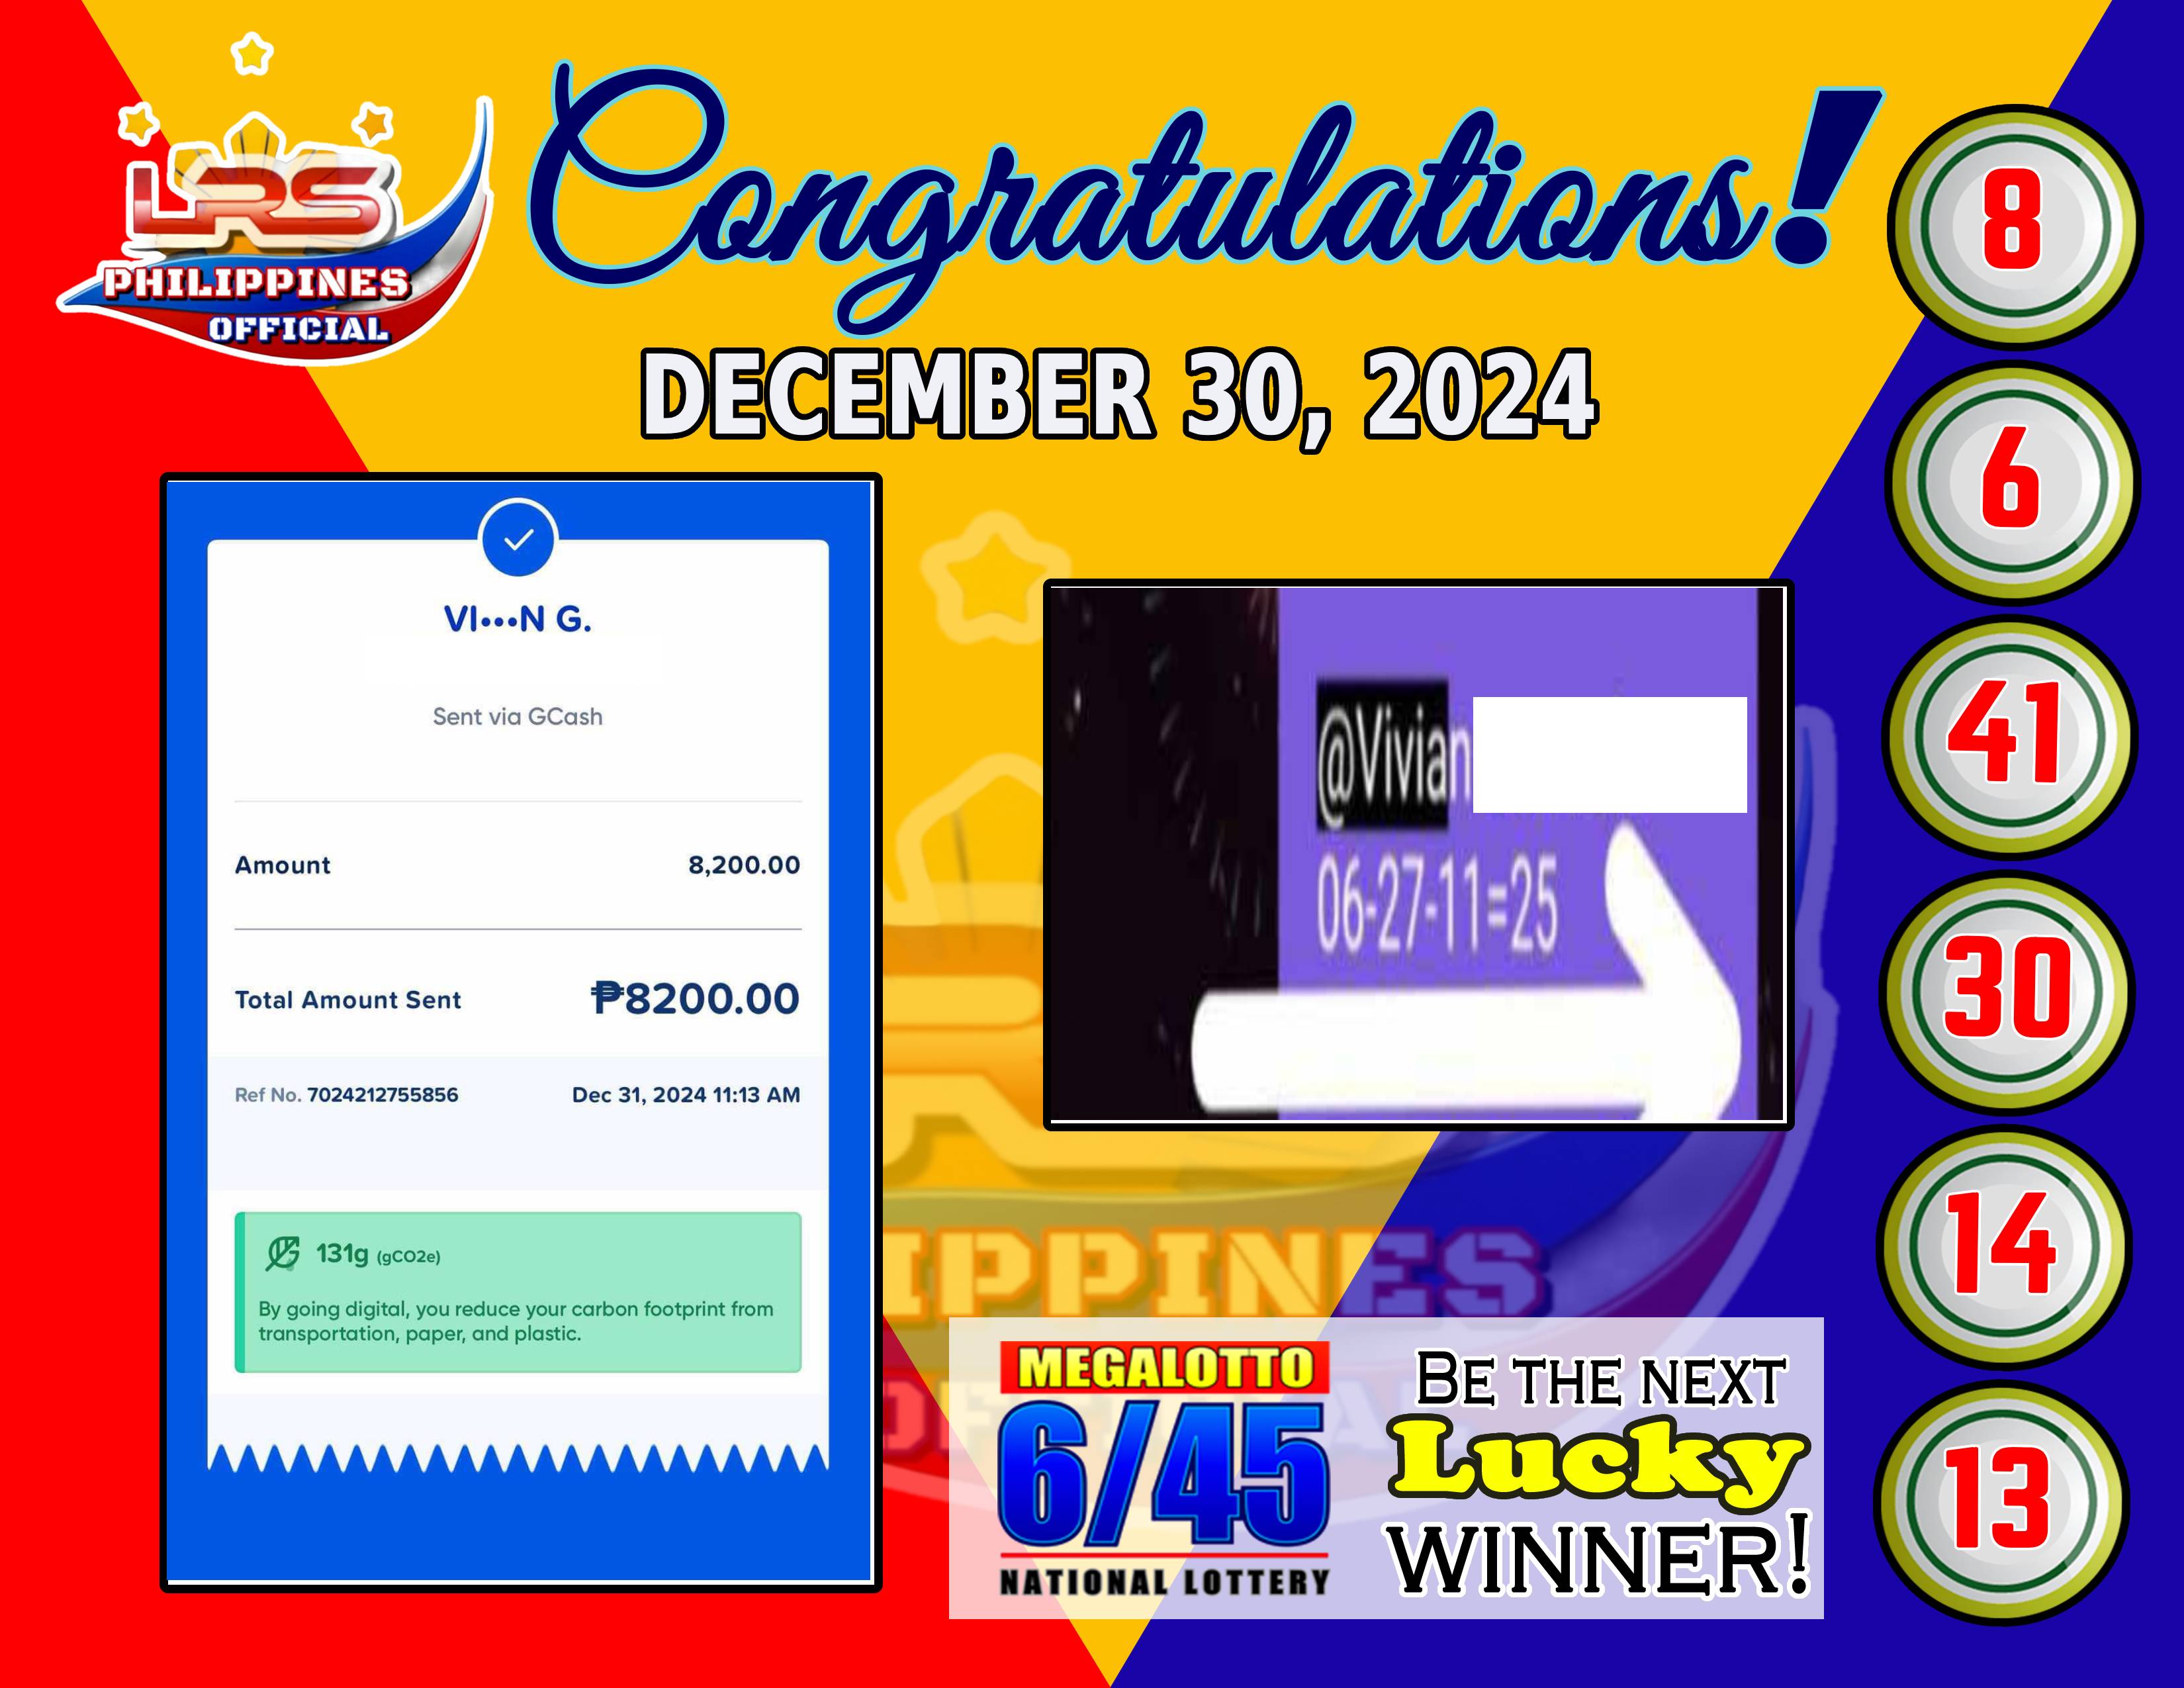 LRS
PHILIPPINES
OFFICIAL
Congratulations!
DECEMBER 30, 2024
VI•••N G.
Sent via GCash
Amount 8,200.00
Total Amount Sent ₱8200.00
Ref No. 7024212755856 Dec 31, 2024 11:13 AM
131g (gCO2e)
By going digital, you reduce your carbon footprint from
transportation, paper, and plastic.
@Vivian
06-27-11=25
MEGALOTTO
6/45
NATIONAL LOTTERY
BE THE NEXT
Lucky
WINNER!
8
6
41
30
14
13